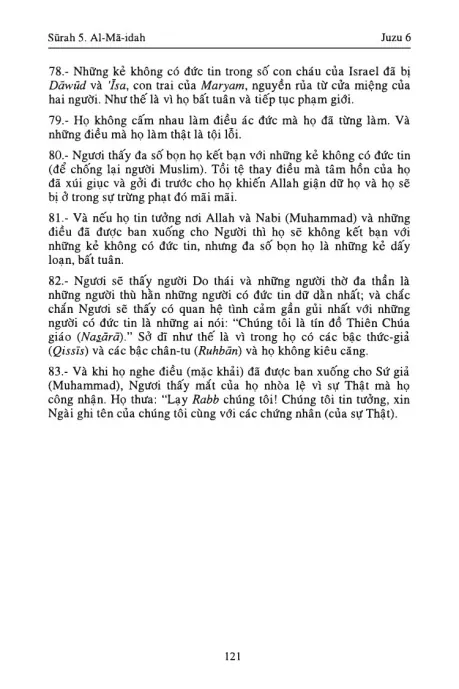 Sūrah 5. Al-Mā-idah Juzu 6
78.- Những kẻ không có đức tin trong số con cháu của Israel đã bị
Dāwūd và 'Īsa, con trai của Maryam, nguyền rủa từ cửa miệng của
hai người. Như thế là vì họ bất tuân và tiếp tục phạm giới.
79.- Họ không cấm nhau làm điều ác đức mà họ đã từng làm. Và
những điều mà họ làm thật là tội lỗi.
80.- Ngươi thấy đa số bọn họ kết bạn với những kẻ không có đức tin
(để chống lại người Muslim). Tồi tệ thay điều mà tâm hồn của họ
đã xúi giục và gởi đi trước cho họ khiến Allah giận dữ họ và họ sẽ
bị ở trong sự trừng phạt đó mãi mãi.
81.- Và nếu họ tin tưởng nơi Allah và Nabi (Muhammad) và những
điều đã được ban xuống cho Người thì họ sẽ không kết bạn với
những kẻ không có đức tin, nhưng đa số bọn họ là những kẻ dấy
loạn, bất tuân.
82.- Ngươi sẽ thấy người Do thái và những người thờ đa thần là
những người thù hằn những người có đức tin dữ dằn nhất; và chắc
chắn Ngươi sẽ thấy có quan hệ tình cảm gần gũi nhất với những
người có đức tin là những ai nói: “Chúng tôi là tín đồ Thiên Chúa
giáo (Naṣārā).” Sở dĩ như thế là vì trong họ có các bậc thức-giả
(Qissīs) và các bậc chân-tu (Ruhbān) và họ không kiêu căng.
83.- Và khi họ nghe điều (mặc khải) đã được ban xuống cho Sứ giả
(Muhammad), Ngươi thấy mắt của họ nhòa lệ vì sự Thật mà họ
công nhận. Họ thưa: “Lạy Rabb chúng tôi! Chúng tôi tin tưởng, xin
Ngài ghi tên của chúng tôi cùng với các chứng nhân (của sự Thật).
121